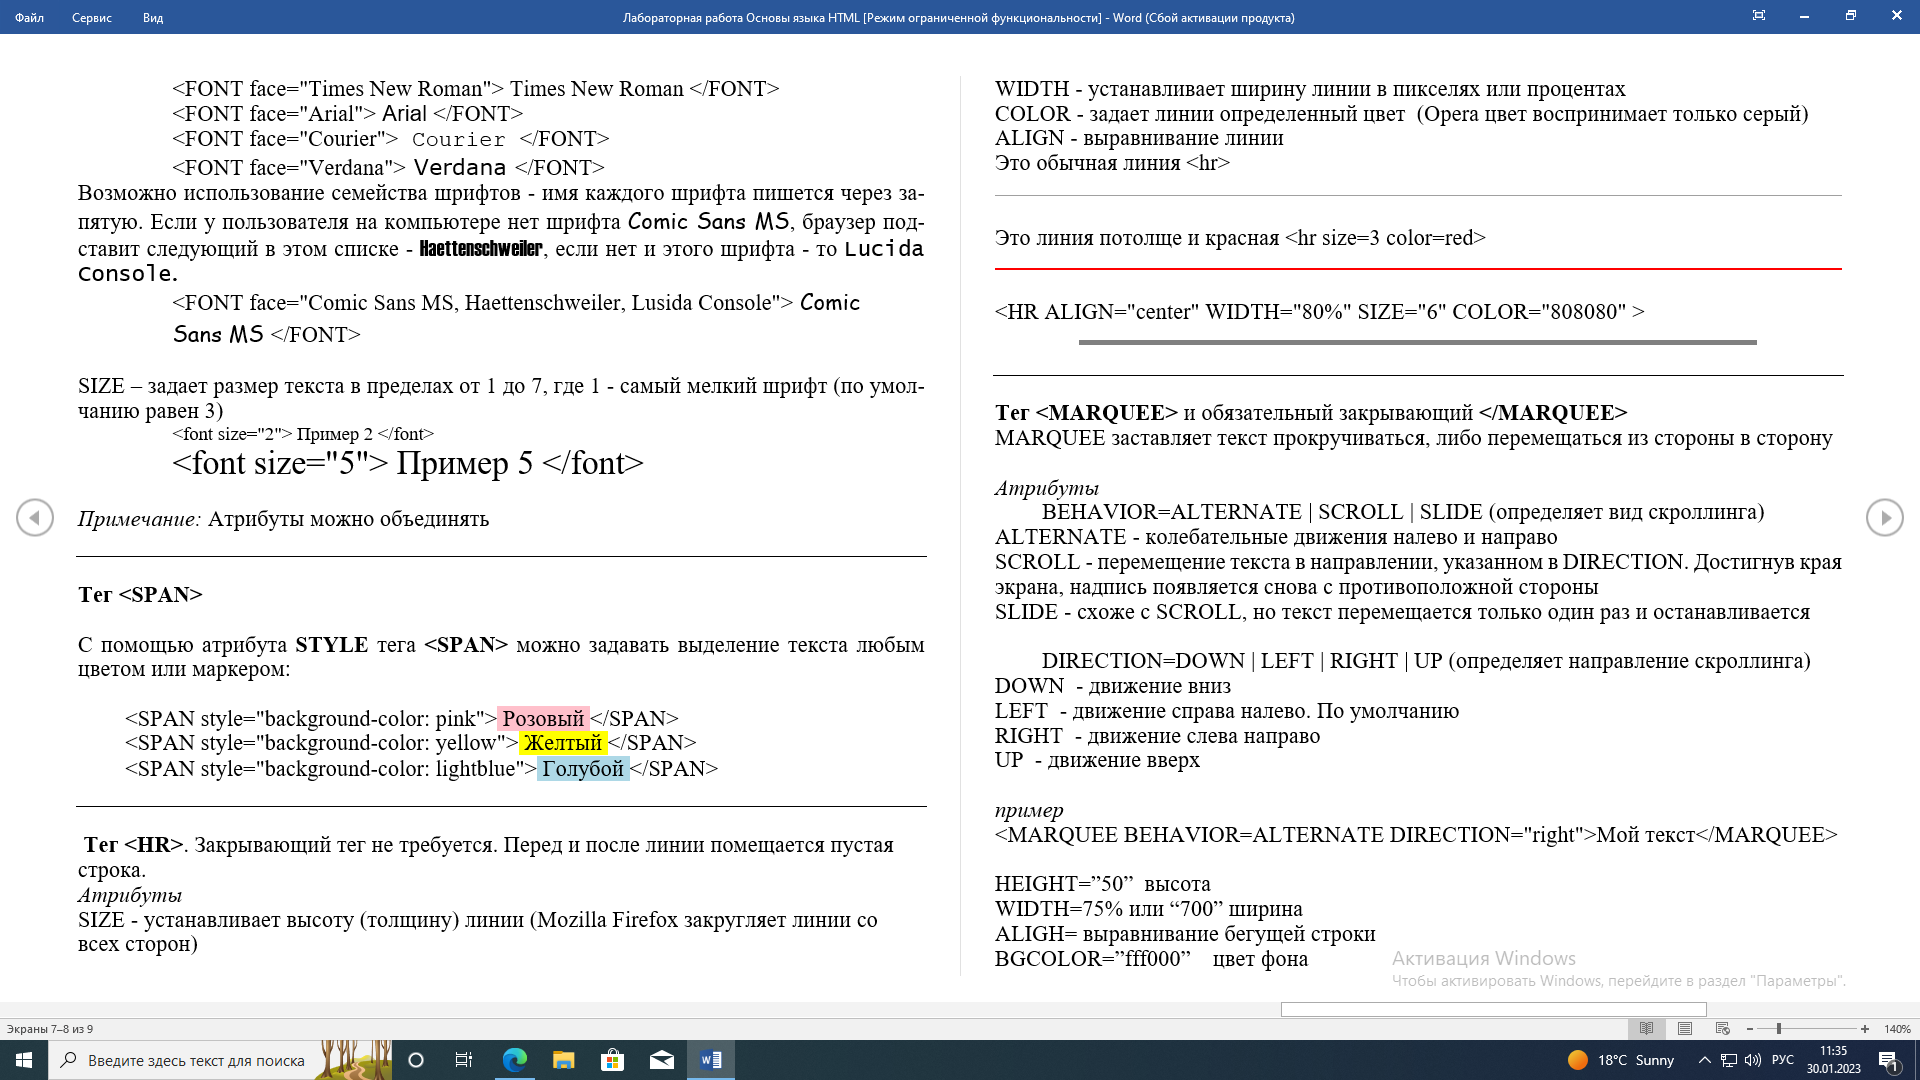 Файл Сервис Вид Лабораторная работа Основы языка HTML [Режим ограниченной функциональности] - Word (Сбой активации продукта)
<FONT face="Times New Roman"> Times New Roman </FONT>
<FONT face="Arial"> Arial </FONT>
<FONT face="Courier"> Courier </FONT>
<FONT face="Verdana"> Verdana </FONT>
Возможно использование семейства шрифтов - имя каждого шрифта пишется через за-
пятую. Если у пользователя на компьютере нет шрифта Comic Sans MS, браузер под-
ставит следующий в этом списке - Haettenschweiler, если нет и этого шрифта - то Lucida
Console.
<FONT face="Comic Sans MS, Haettenschweiler, Lusida Console"> Comic
Sans MS </FONT>
SIZE – задает размер текста в пределах от 1 до 7, где 1 - самый мелкий шрифт (по умол-
чанию равен 3)
<font size="2"> Пример 2 </font>
<font size="5"> Пример 5 </font>
Примечание: Атрибуты можно объединять
Тег <SPAN>
С помощью атрибута STYLE тега <SPAN> можно задавать выделение текста любым
цветом или маркером:
<SPAN style="background-color: pink"> Розовый </SPAN>
<SPAN style="background-color: yellow"> Желтый </SPAN>
<SPAN style="background-color: lightblue"> Голубой </SPAN>
Тег <HR>. Закрывающий тег не требуется. Перед и после линии помещается пустая
строка.
Атрибуты
SIZE - устанавливает высоту (толщину) линии (Mozilla Firefox закругляет линии со
всех сторон)
WIDTH - устанавливает ширину линии в пикселях или процентах
COLOR - задает линии определенный цвет (Opera цвет воспринимает только серый)
ALIGN - выравнивание линии
Это обычная линия <hr>
Это линия потолще и красная <hr size=3 color=red>
<HR ALIGN="center" WIDTH="80%" SIZE="6" COLOR="808080" >
Тег <MARQUEE> и обязательный закрывающий </MARQUEE>
MARQUEE заставляет текст прокручиваться, либо перемещаться из стороны в сторону
Атрибуты
BEHAVIOR=ALTERNATE | SCROLL | SLIDE (определяет вид скроллинга)
ALTERNATE - колебательные движения налево и направо
SCROLL - перемещение текста в направлении, указанном в DIRECTION. Достигнув края
экрана, надпись появляется снова с противоположной стороны
SLIDE - схоже с SCROLL, но текст перемещается только один раз и останавливается
DIRECTION=DOWN | LEFT | RIGHT | UP (определяет направление скроллинга)
DOWN - движение вниз
LEFT - движение справа налево. По умолчанию
RIGHT - движение слева направо
UP - движение вверх
пример
<MARQUEE BEHAVIOR=ALTERNATE DIRECTION="right">Мой текст</MARQUEE>
HEIGHT=”50” высота
WIDTH=75% или “700” ширина
ALIGH= выравнивание бегущей строки
BGCOLOR=”fff000” цвет фона
Активация Windows
Чтобы активировать Windows, перейдите в раздел "Параметры".
Экраны 7–8 из 9 140%
Введите здесь текст для поиска 18°C Sunny РУС 11:35
30.01.2023 1